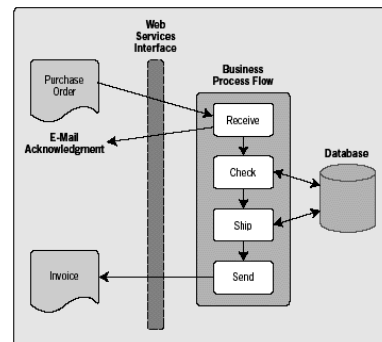 Web
Services
Interface
Purchase
Order
Business
Process Flow
Receive
E-Mail
Acknowledgment
Check
Database
Ship
Invoice
Send